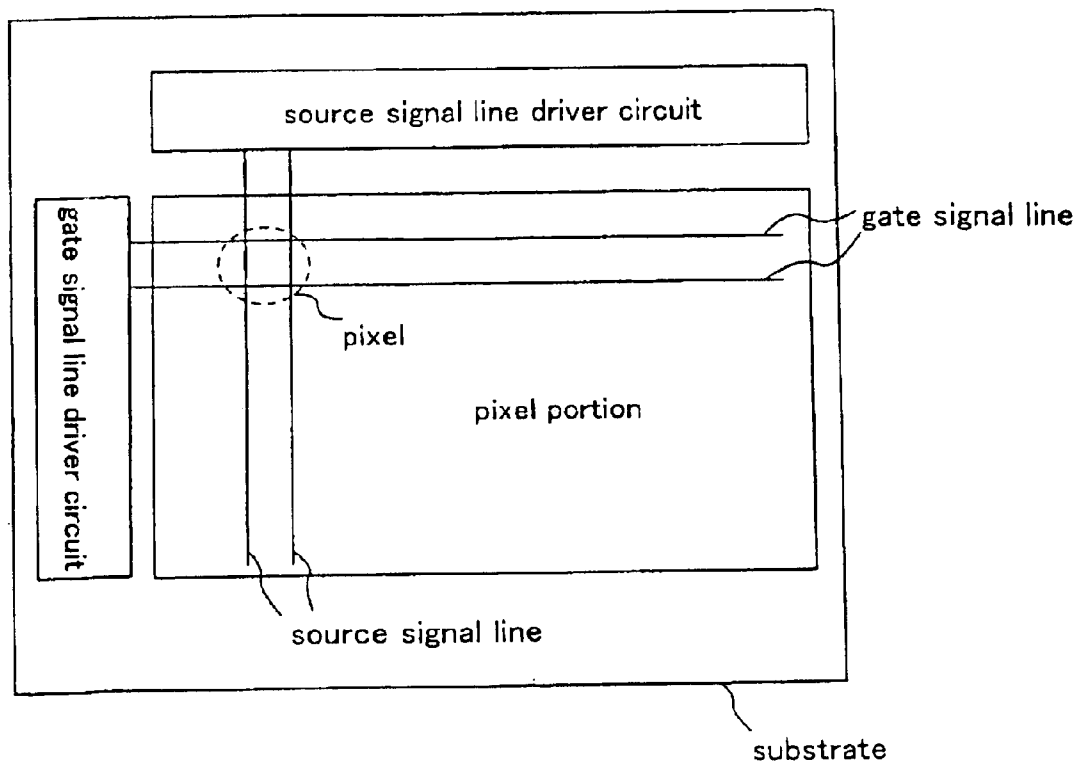 source signal line driver circuit
gate signal line driver circuit
gate signal line
pixel
pixel portion
source signal line
substrate